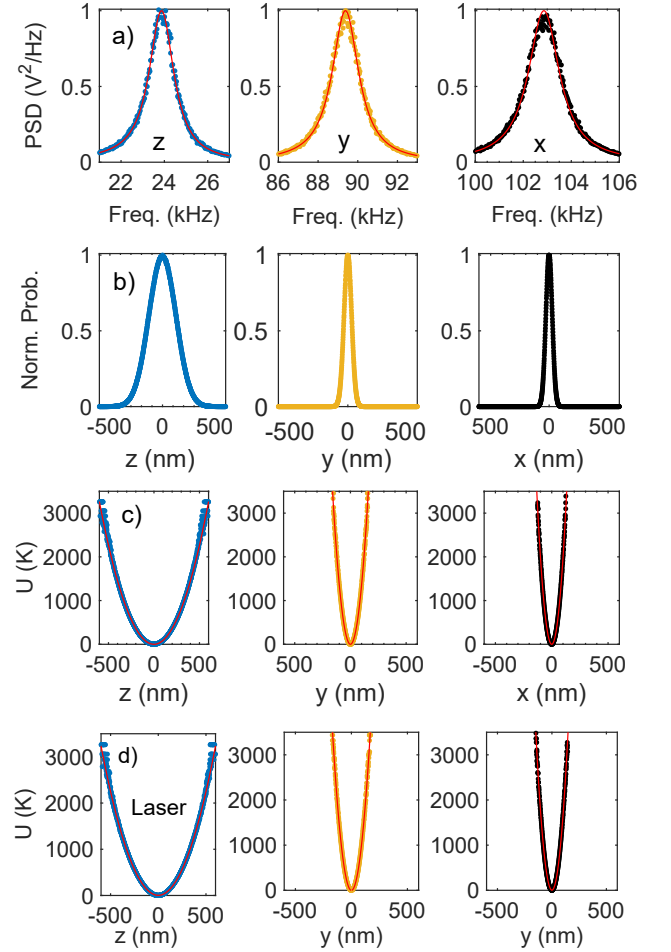 a)
PSD (V²/Hz)
1
0.5
0
z
22 24 26
Freq. (kHz)
1
0.5
0
y
86 88 90 92
Freq. (kHz)
1
0.5
0
x
100 102 104 106
Freq. (kHz)
b)
Norm. Prob.
1
0.5
0
-500 0 500
z (nm)
1
0.5
0
-500 0 500
y (nm)
1
0.5
0
-500 0 500
x (nm)
c)
U (K)
3000
2000
1000
0
-500 0 500
z (nm)
3000
2000
1000
0
-500 0 500
y (nm)
3000
2000
1000
0
-500 0 500
x (nm)
d)
Laser
U (K)
3000
2000
1000
0
-500 0 500
z (nm)
3000
2000
1000
0
-500 0 500
y (nm)
3000
2000
1000
0
-500 0 500
y (nm)